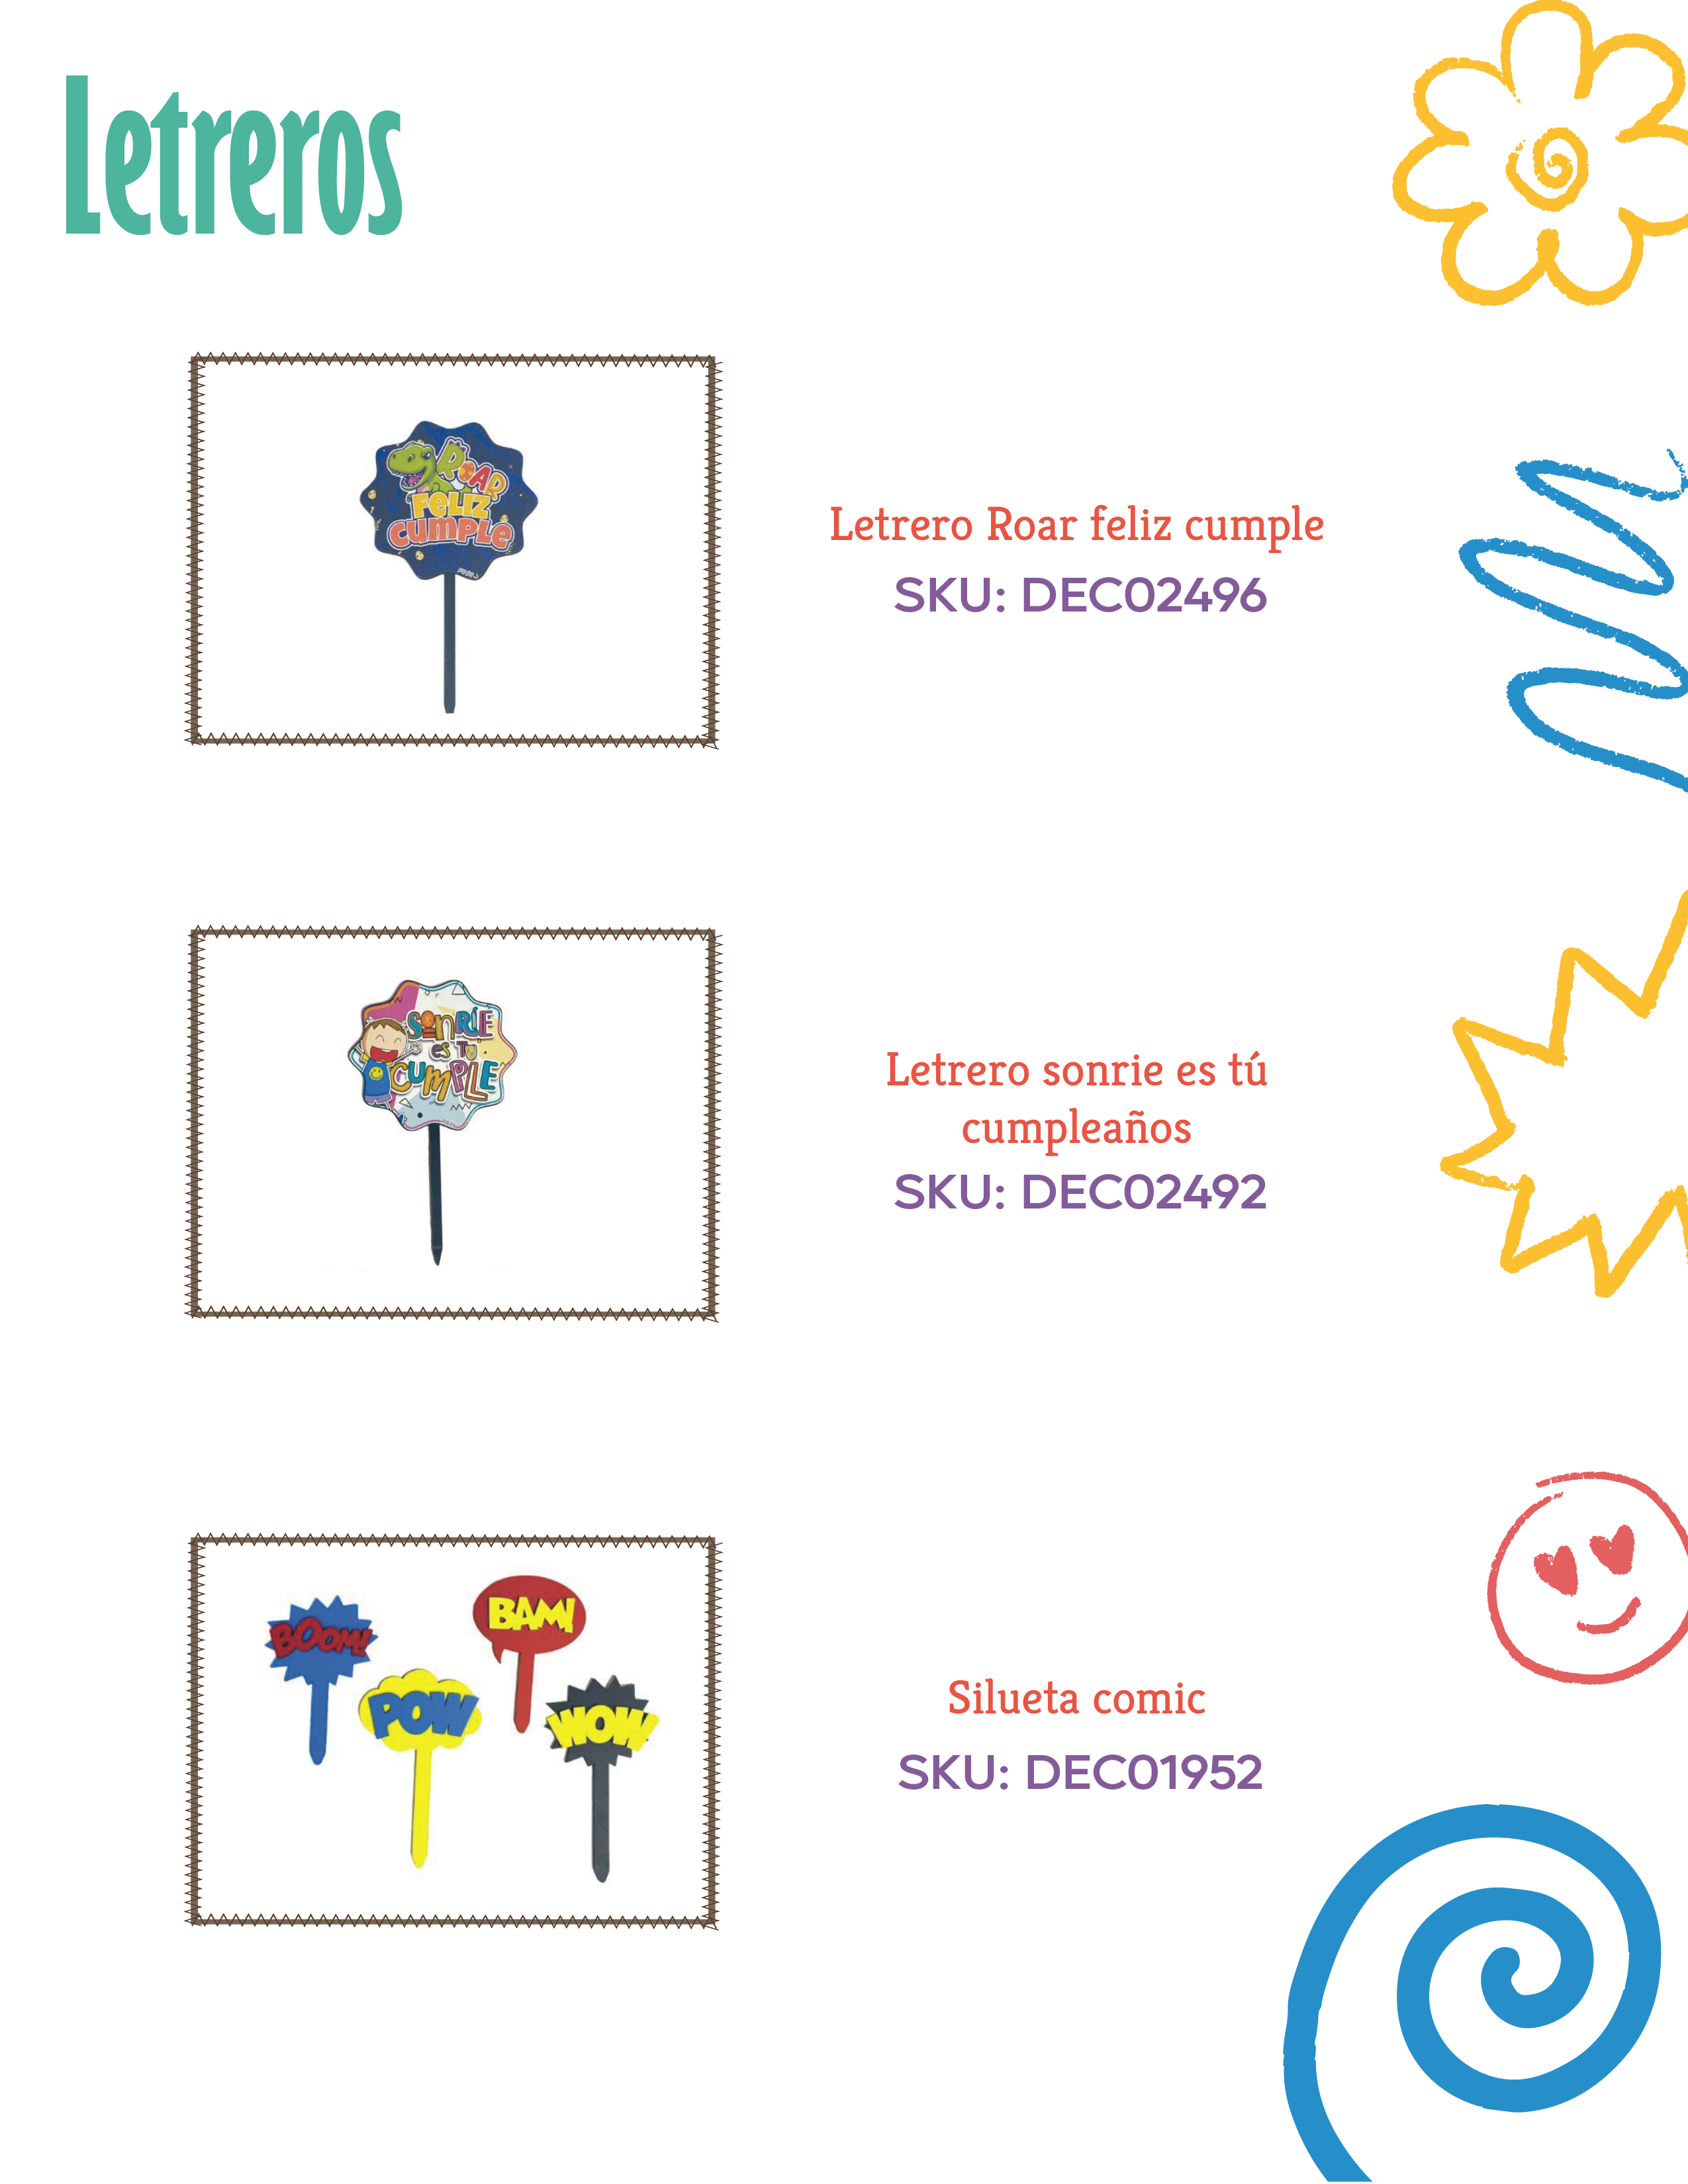 Letreros
ROAR
FELIZ
CUMPLE
Letrero Roar feliz cumple
SKU: DEC02496
SONRÍE
ES TU
CUMPLE
Letrero sonrie es tú
cumpleaños
SKU: DEC02492
BOOM!
BAM!
POW
WOW
Silueta comic
SKU: DEC01952